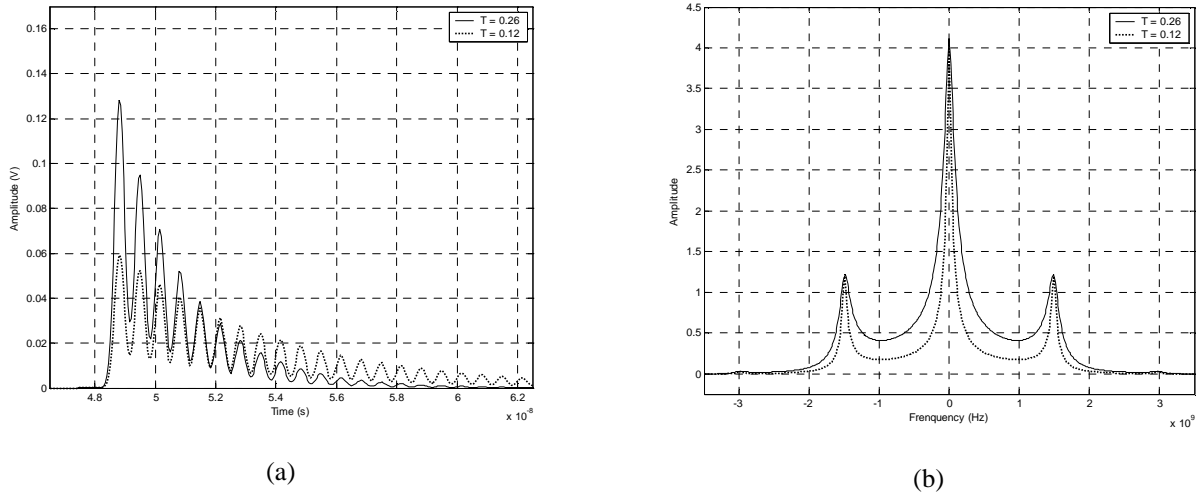 T = 0.26
T = 0.12
0.16
0.14
0.12
0.1
0.08
0.06
0.04
0.02
0
Amplitude (V)
4.8 5 5.2 5.4 5.6 5.8 6 6.2
Time (s)
x 10⁻⁸
(a)
T = 0.26
T = 0.12
4.5
4
3.5
3
2.5
2
1.5
1
0.5
0
Amplitude
-3 -2 -1 0 1 2 3
Frenquency (Hz)
x 10⁹
(b)